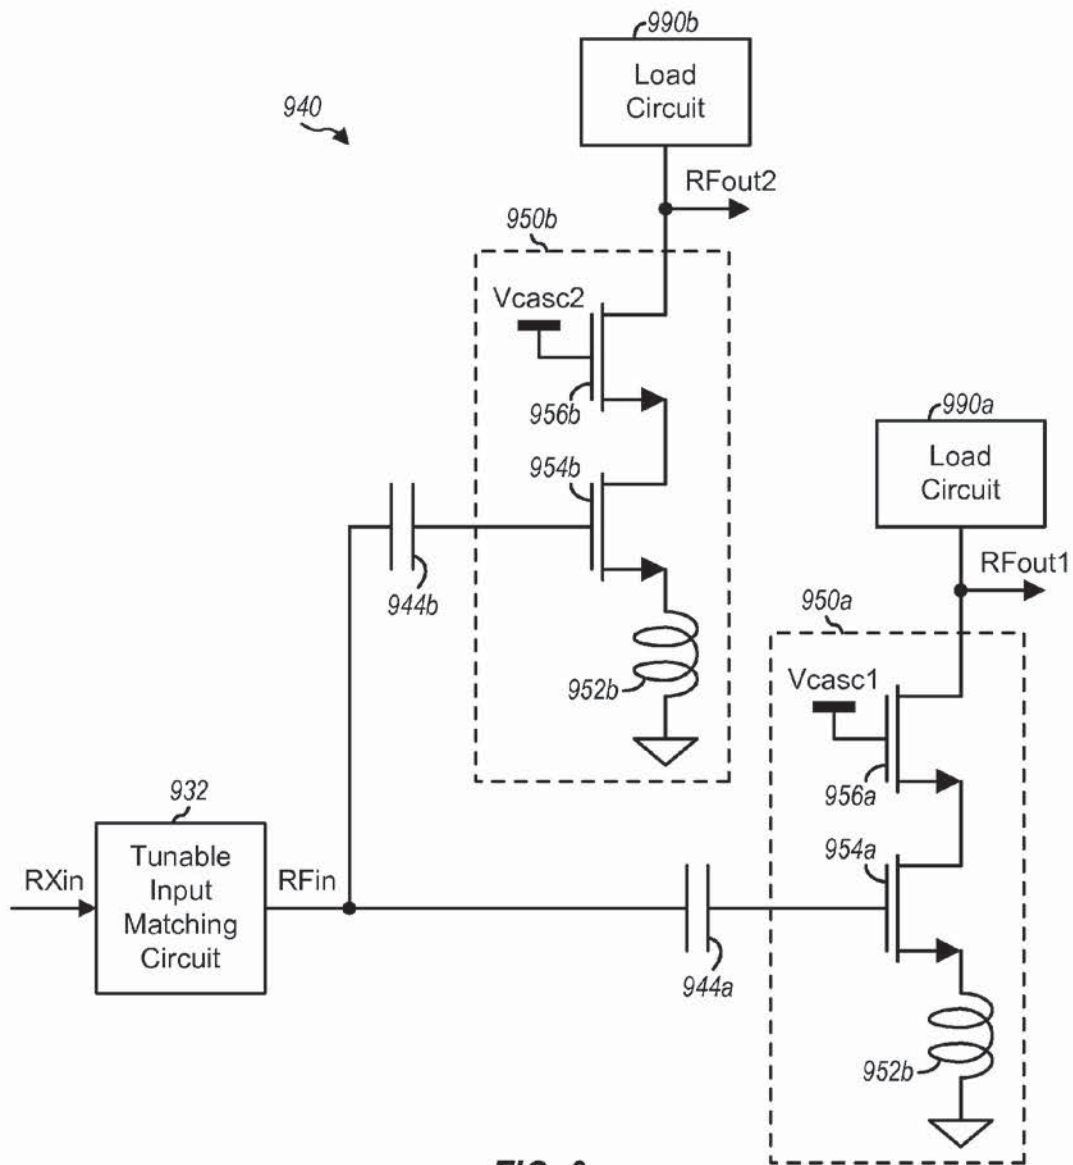 990b
Load
Circuit
940
RFout2
950b
Vcasc2
956b
990a
Load
Circuit
954b
RFout1
944b
950a
952b
Vcasc1
956a
932
Tunable
Input
Matching
Circuit
RXin
RFin
954a
944a
952b